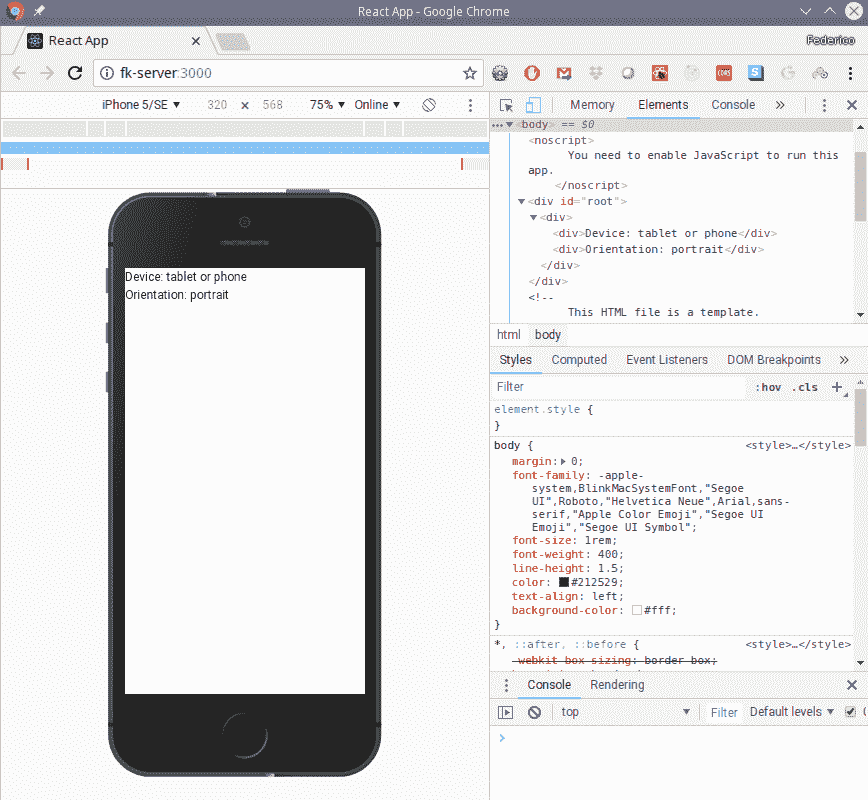 React App - Google Chrome
React App
Federico
fk-server:3000
iPhone 5/SE ▼ 320 × 568 75% ▼ Online ▼
Memory Elements Console »
••• ▼ <body> == $0
<noscript>
You need to enable JavaScript to run this
app.
</noscript>
▼ <div id="root">
▼ <div>
<div>Device: tablet or phone</div>
<div>Orientation: portrait</div>
</div>
</div>
<!--
This HTML file is a template.
html body
Styles Computed Event Listeners DOM Breakpoints »
Filter :hov .cls +
element.style {
}
body { <style>…</style>
margin:▶ 0;
font-family: -apple-
system,BlinkMacSystemFont,"Segoe
UI",Roboto,"Helvetica Neue",Arial,sans-
serif,"Apple Color Emoji","Segoe UI
Emoji","Segoe UI Symbol";
font-size: 1rem;
font-weight: 400;
line-height: 1.5;
color: #212529;
text-align: left;
background-color: #fff;
}
*, ::after, ::before { <style>…</style>
-webkit-box-sizing: border-box;
Console Rendering
top ▼ Filter Default levels ▼
Device: tablet or phone
Orientation: portrait